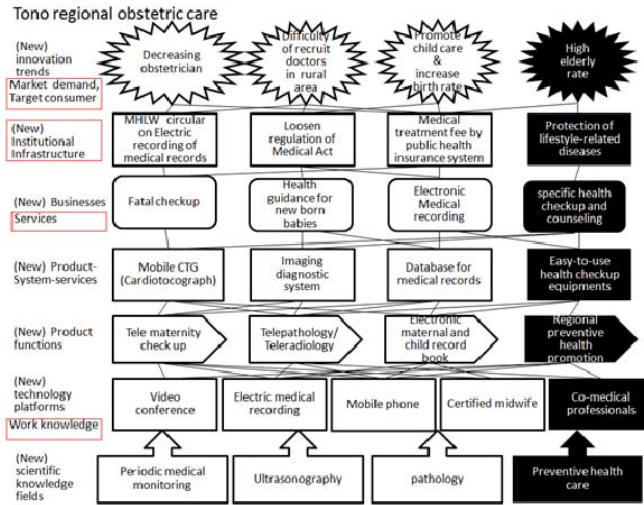 Tono regional obstetric care
(New)
innovation
trends
Market demand,
Target consumer
Decreasing
obstetrician
Difficulty
of recruit
doctors
in rural
area
Promote
child care
&
increase
birth rate
High
elderly
rate
(New)
Institutional
Infrastructure
MHLW circular
on Electric
recording of
medical records
Loosen
regulation of
Medical Act
Medical
treatment fee by
public health
insurance system
Protection of
lifestyle-related
diseases
(New) Businesses
Services
Fatal checkup
Health
guidance for
new born
babies
Electronic
Medical
recording
specific health
checkup and
counseling
(New) Product-
System-services
Mobile CTG
(Cardiotocograph)
Imaging
diagnostic
system
Database for
medical records
Easy-to-use
health checkup
equipments
(New) Product
functions
Tele maternity
check up
Telepathology/
Teleradiology
Electronic
maternal and
child record
book
Regional
preventive
health
promotion
(New)
technology
platforms
Work knowledge
Video
conference
Electric medical
recording
Mobile phone
Certified midwife
Co-medical
professionals
(New)
scientific
knowledge
fields
Periodic medical
monitoring
Ultrasonography
pathology
Preventive health
care